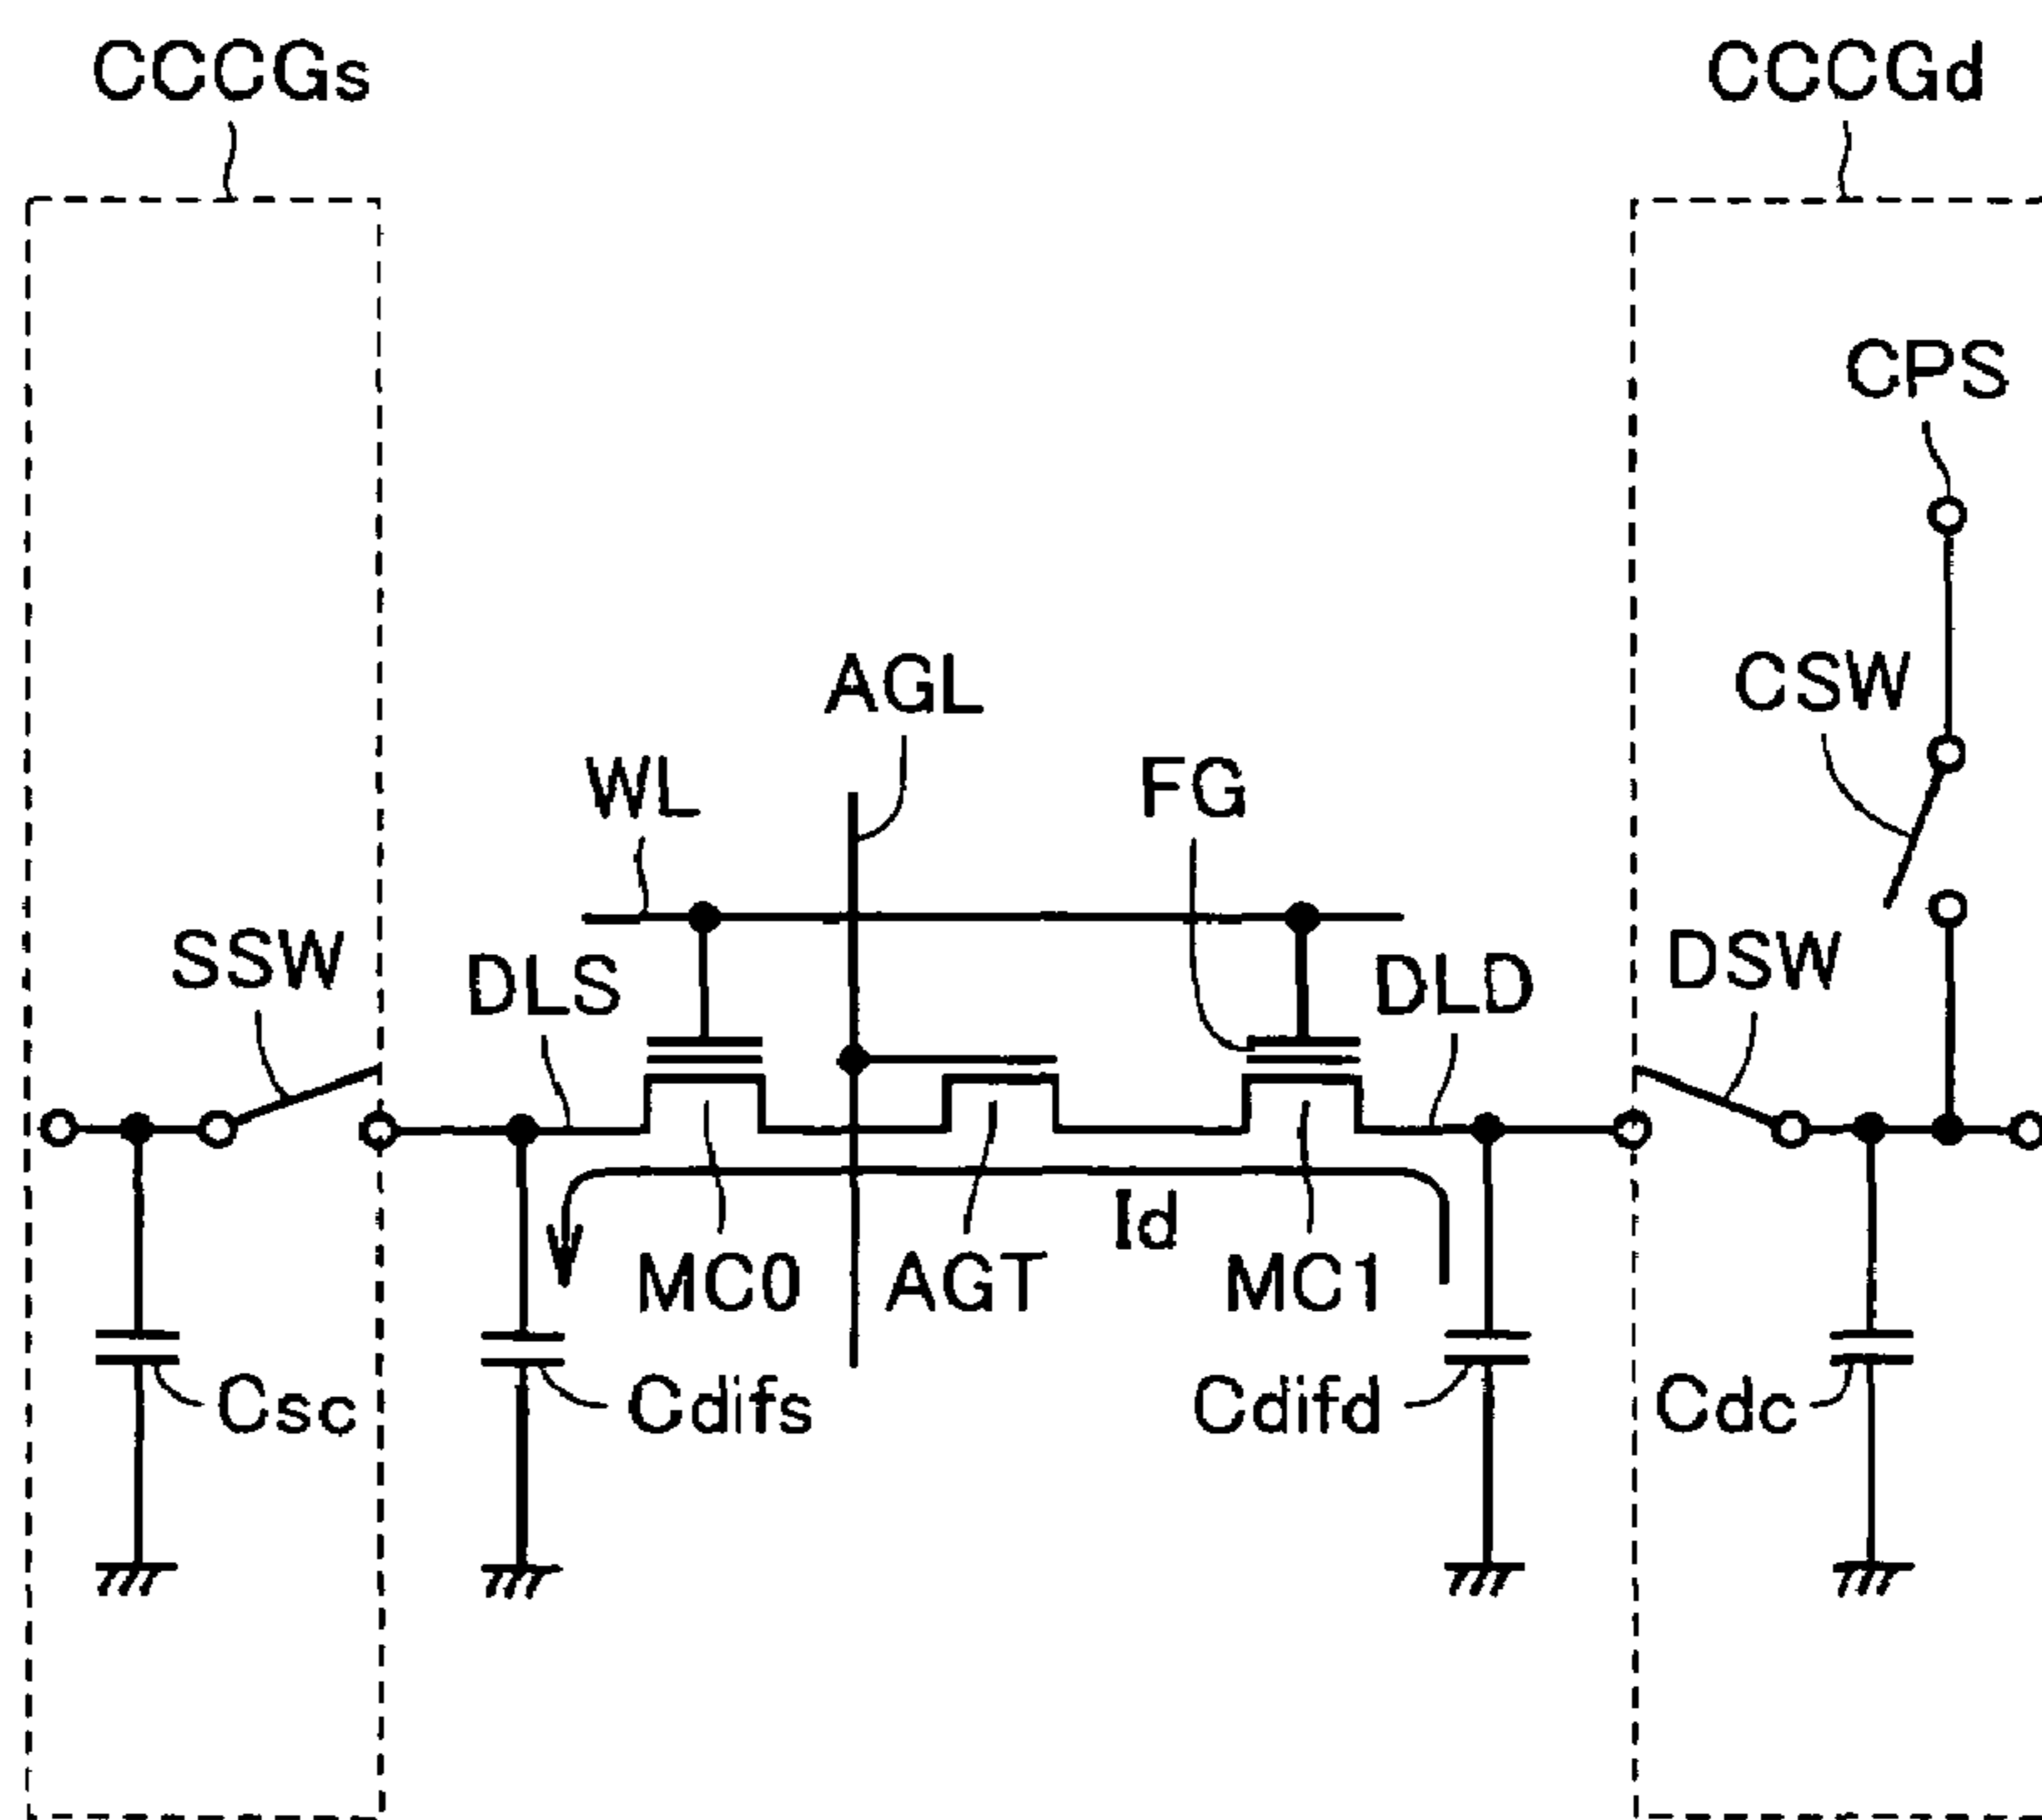 CCCGs
CCCGd
CPS
AGL
CSW
WL
FG
SSW
DLS
DLD
DSW
Id
MC0
AGT
MC1
Csc
Cdifs
Cdifd
Cdc